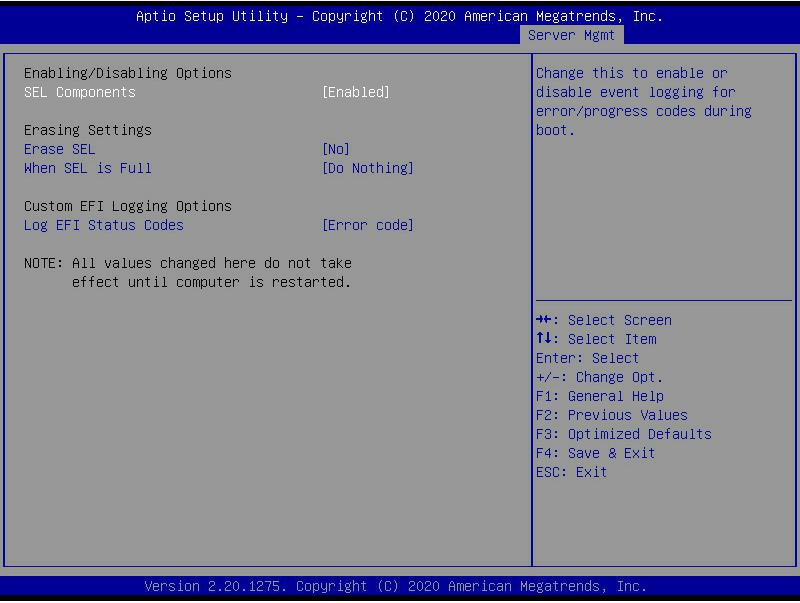 Aptio Setup Utility – Copyright (C) 2020 American Megatrends, Inc.
Server Mgmt
Enabling/Disabling Options
SEL Components [Enabled]
Erasing Settings
Erase SEL [No]
When SEL is Full [Do Nothing]
Custom EFI Logging Options
Log EFI Status Codes [Error code]
NOTE: All values changed here do not take
effect until computer is restarted.
Change this to enable or
disable event logging for
error/progress codes during
boot.
→←: Select Screen
↑↓: Select Item
Enter: Select
+/-: Change Opt.
F1: General Help
F2: Previous Values
F3: Optimized Defaults
F4: Save & Exit
ESC: Exit
Version 2.20.1275. Copyright (C) 2020 American Megatrends, Inc.